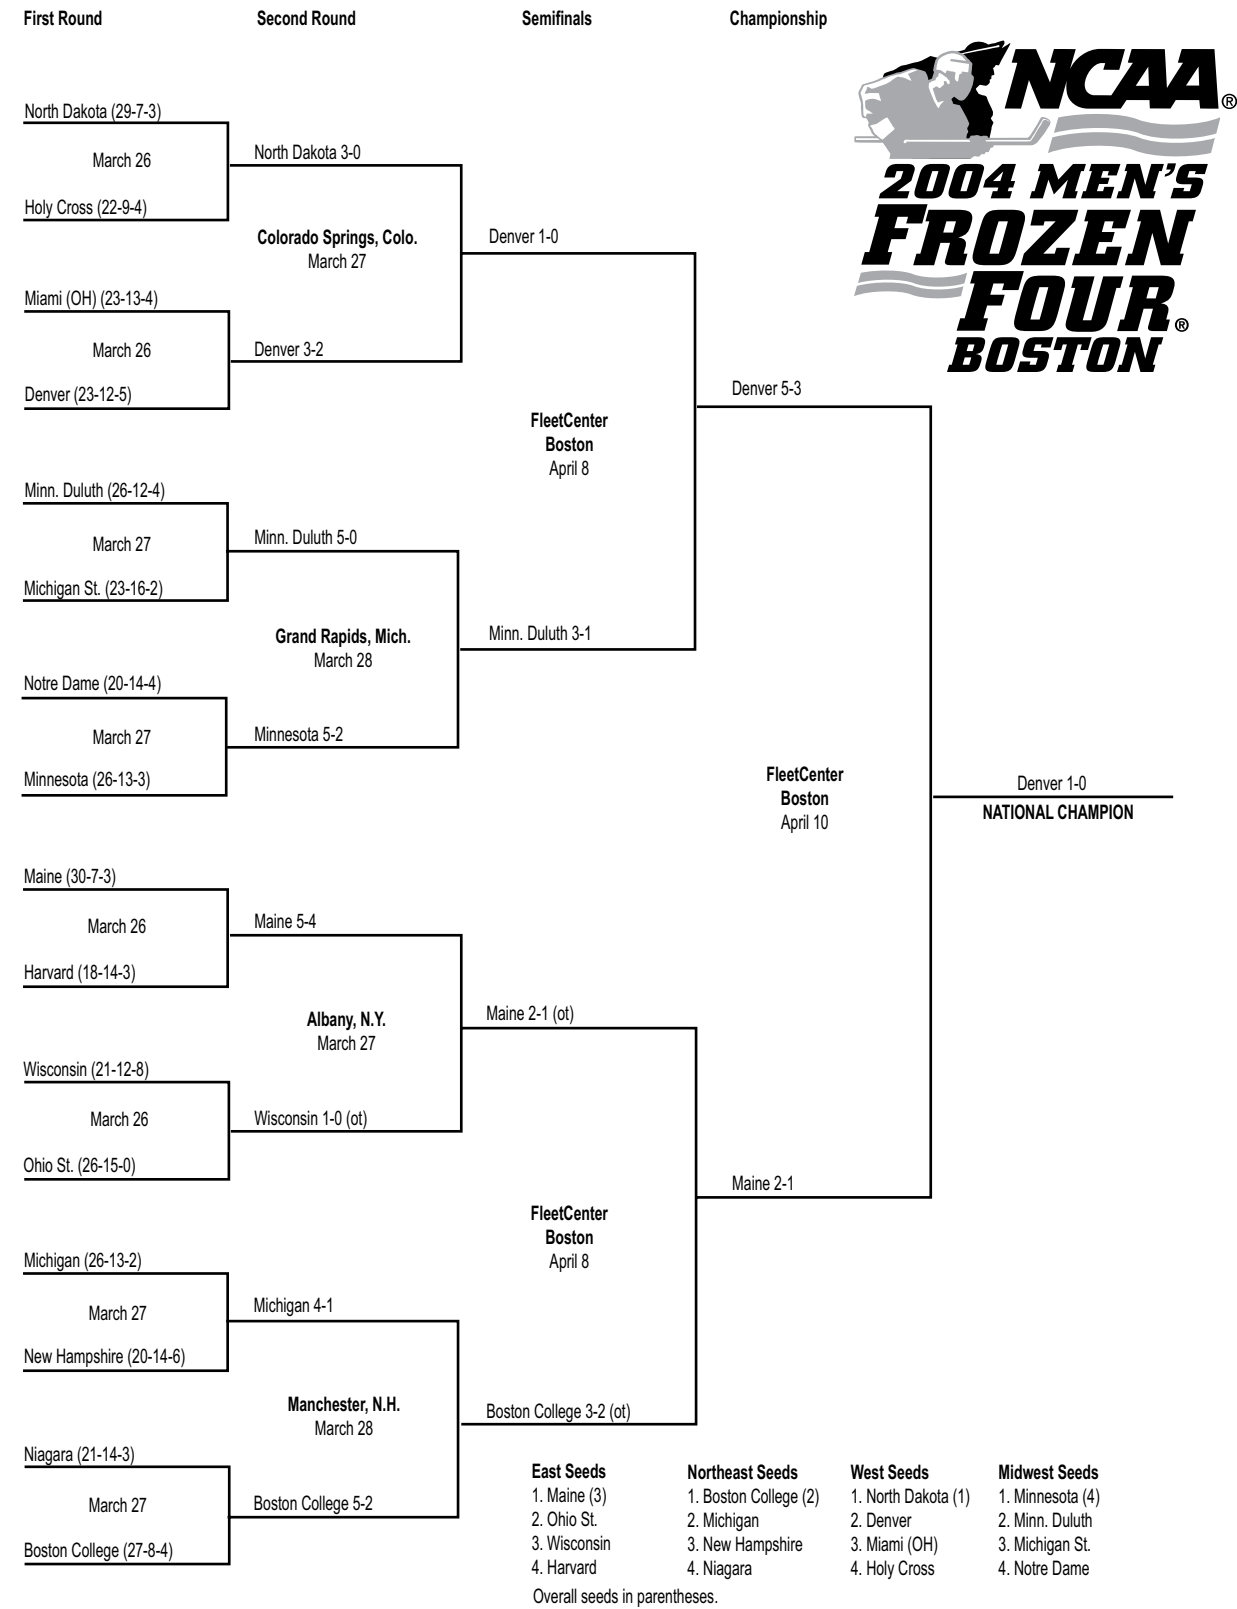 First Round
Second Round
Semifinals
Championship
NCAA®
2004 MEN'S
FROZEN
FOUR®
BOSTON
North Dakota (29-7-3)
March 26
Holy Cross (22-9-4)
North Dakota 3-0
Colorado Springs, Colo.
March 27
Miami (OH) (23-13-4)
March 26
Denver (23-12-5)
Denver 3-2
Denver 1-0
FleetCenter
Boston
April 8
Denver 5-3
Minn. Duluth (26-12-4)
March 27
Michigan St. (23-16-2)
Minn. Duluth 5-0
Grand Rapids, Mich.
March 28
Minn. Duluth 3-1
Notre Dame (20-14-4)
March 27
Minnesota (26-13-3)
Minnesota 5-2
FleetCenter
Boston
April 10
Denver 1-0
NATIONAL CHAMPION
Maine (30-7-3)
March 26
Harvard (18-14-3)
Maine 5-4
Albany, N.Y.
March 27
Maine 2-1 (ot)
Wisconsin (21-12-8)
March 26
Ohio St. (26-15-0)
Wisconsin 1-0 (ot)
FleetCenter
Boston
April 8
Maine 2-1
Michigan (26-13-2)
March 27
New Hampshire (20-14-6)
Michigan 4-1
Manchester, N.H.
March 28
Boston College 3-2 (ot)
Niagara (21-14-3)
March 27
Boston College (27-8-4)
Boston College 5-2
East Seeds
1. Maine (3)
2. Ohio St.
3. Wisconsin
4. Harvard
Northeast Seeds
1. Boston College (2)
2. Michigan
3. New Hampshire
4. Niagara
West Seeds
1. North Dakota (1)
2. Denver
3. Miami (OH)
4. Holy Cross
Midwest Seeds
1. Minnesota (4)
2. Minn. Duluth
3. Michigan St.
4. Notre Dame
Overall seeds in parentheses.